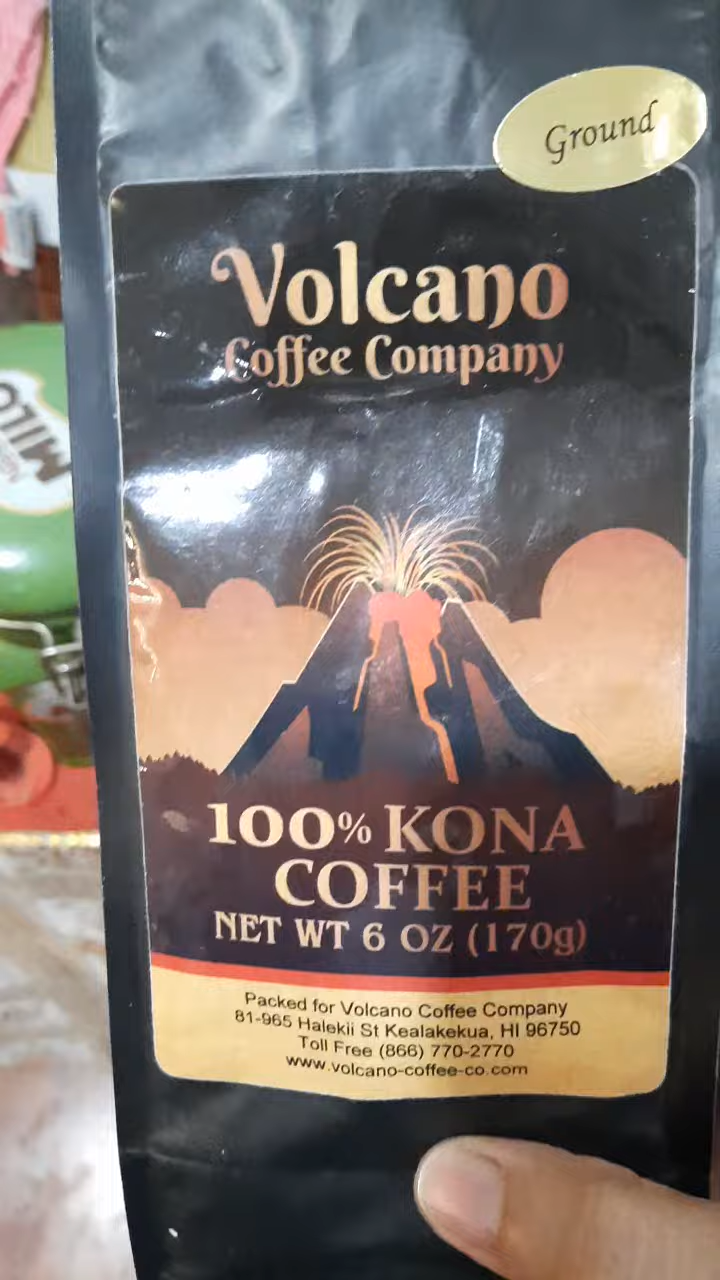 Ground
Volcano
Coffee Company
100% KONA
COFFEE
NET WT 6 OZ (170g)
Packed for Volcano Coffee Company
81-965 Halekii St Kealakekua, HI 96750
Toll Free (866) 770-2770
www.volcano-coffee-co.com
MILO